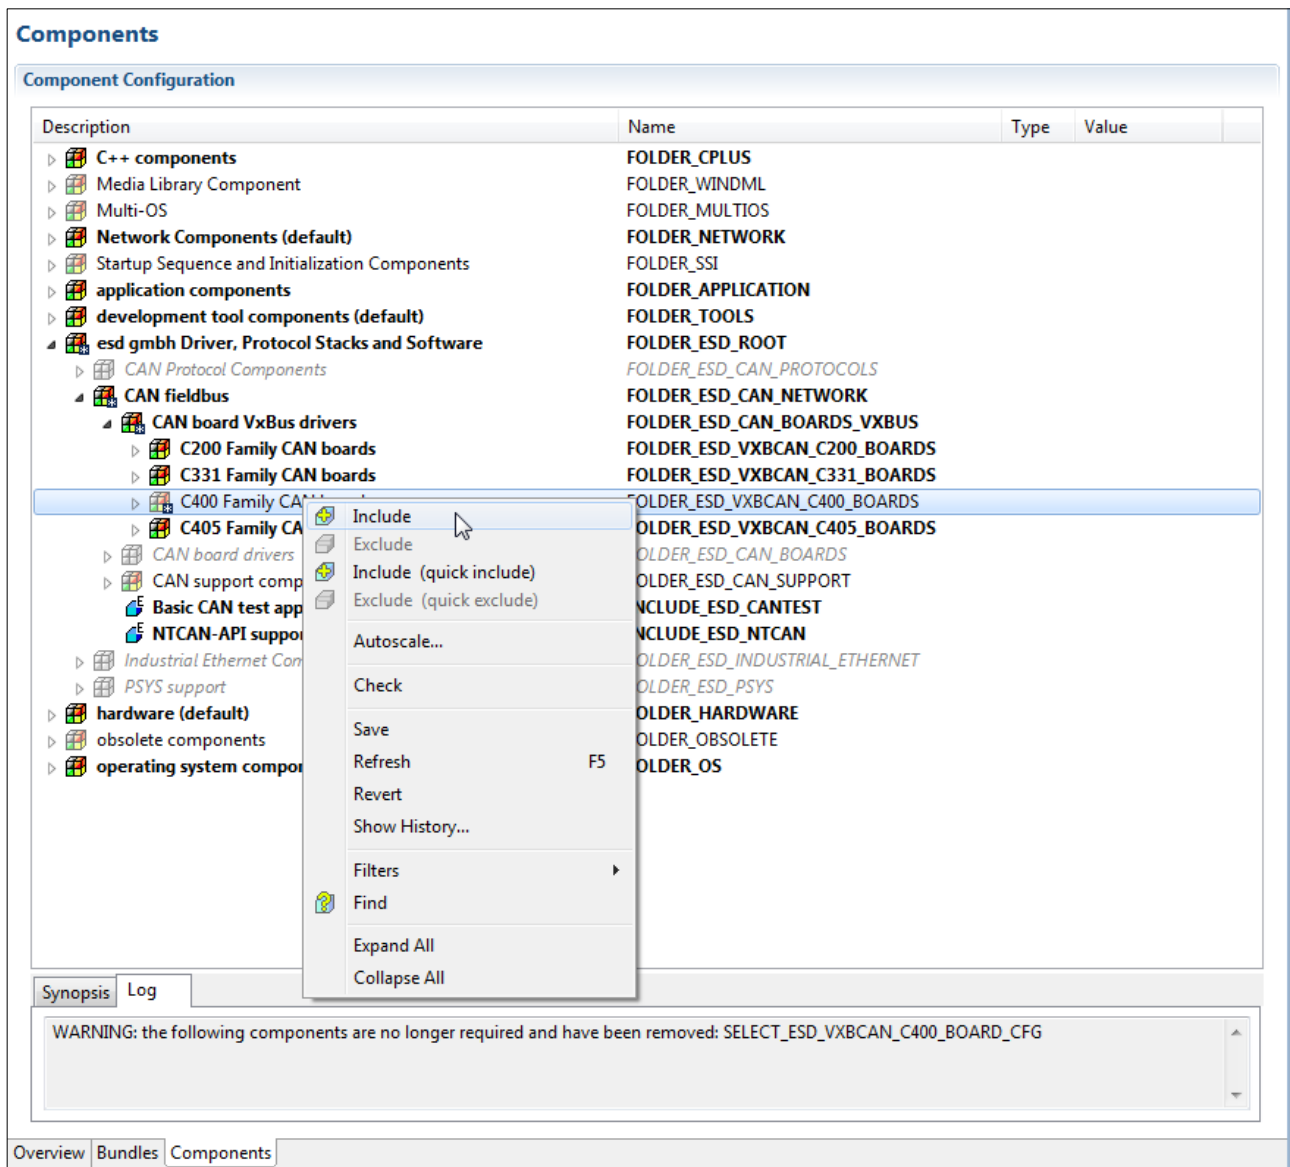 Components
Component Configuration
Description Name Type Value
C++ components FOLDER_CPLUS
Media Library Component FOLDER_WINDML
Multi-OS FOLDER_MULTIOS
Network Components (default) FOLDER_NETWORK
Startup Sequence and Initialization Components FOLDER_SSI
application components FOLDER_APPLICATION
development tool components (default) FOLDER_TOOLS
esd gmbh Driver, Protocol Stacks and Software FOLDER_ESD_ROOT
CAN Protocol Components FOLDER_ESD_CAN_PROTOCOLS
CAN fieldbus FOLDER_ESD_CAN_NETWORK
CAN board VxBus drivers FOLDER_ESD_CAN_BOARDS_VXBUS
C200 Family CAN boards FOLDER_ESD_VXBCAN_C200_BOARDS
C331 Family CAN boards FOLDER_ESD_VXBCAN_C331_BOARDS
C400 Family CA FOLDER_ESD_VXBCAN_C400_BOARDS
C405 Family CA FOLDER_ESD_VXBCAN_C405_BOARDS
CAN board drivers OLDER_ESD_CAN_BOARDS
CAN support comp OLDER_ESD_CAN_SUPPORT
Basic CAN test app NCLUDE_ESD_CANTEST
NTCAN-API suppo NCLUDE_ESD_NTCAN
Industrial Ethernet Con OLDER_ESD_INDUSTRIAL_ETHERNET
PSYS support OLDER_ESD_PSYS
hardware (default) OLDER_HARDWARE
obsolete components OLDER_OBSOLETE
operating system compo OLDER_OS
Include
Exclude
Include (quick include)
Exclude (quick exclude)
Autoscale...
Check
Save
Refresh F5
Revert
Show History...
Filters
Find
Expand All
Collapse All
Synopsis Log
WARNING: the following components are no longer required and have been removed: SELECT_ESD_VXBCAN_C400_BOARD_CFG
Overview Bundles Components